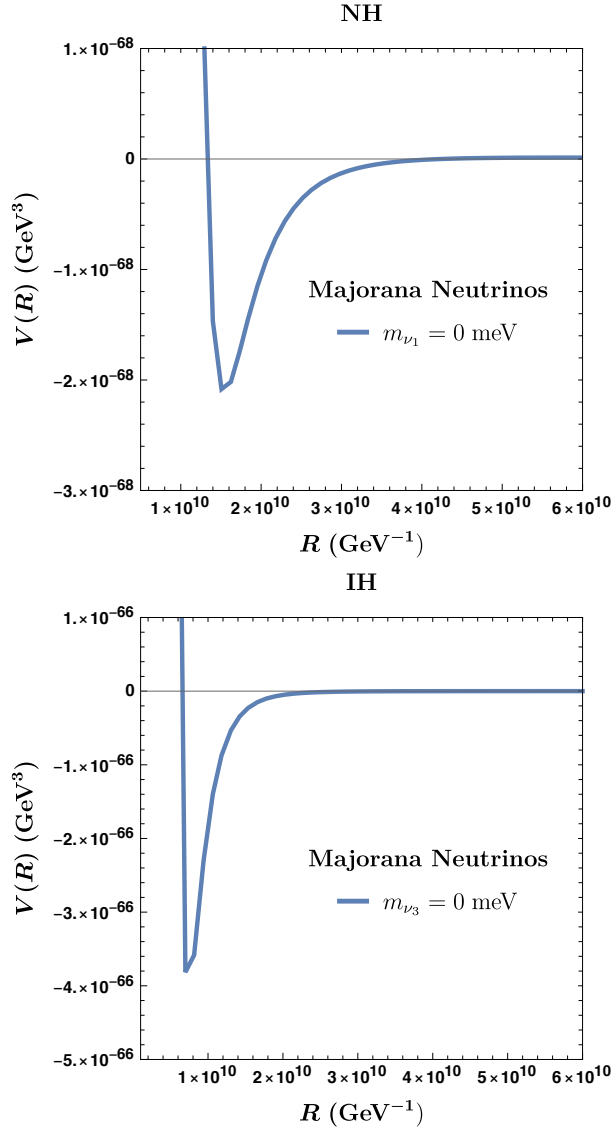 NH
1.×10⁻⁶⁸
0
-1.×10⁻⁶⁸
-2.×10⁻⁶⁸
-3.×10⁻⁶⁸
V(R) (GeV³)
Majorana Neutrinos
m_ν₁ = 0 meV
1×10¹⁰ 2×10¹⁰ 3×10¹⁰ 4×10¹⁰ 5×10¹⁰ 6×10¹⁰
R (GeV⁻¹)
IH
1.×10⁻⁶⁶
0
-1.×10⁻⁶⁶
-2.×10⁻⁶⁶
-3.×10⁻⁶⁶
-4.×10⁻⁶⁶
-5.×10⁻⁶⁶
V(R) (GeV³)
Majorana Neutrinos
m_ν₃ = 0 meV
1×10¹⁰ 2×10¹⁰ 3×10¹⁰ 4×10¹⁰ 5×10¹⁰ 6×10¹⁰
R (GeV⁻¹)